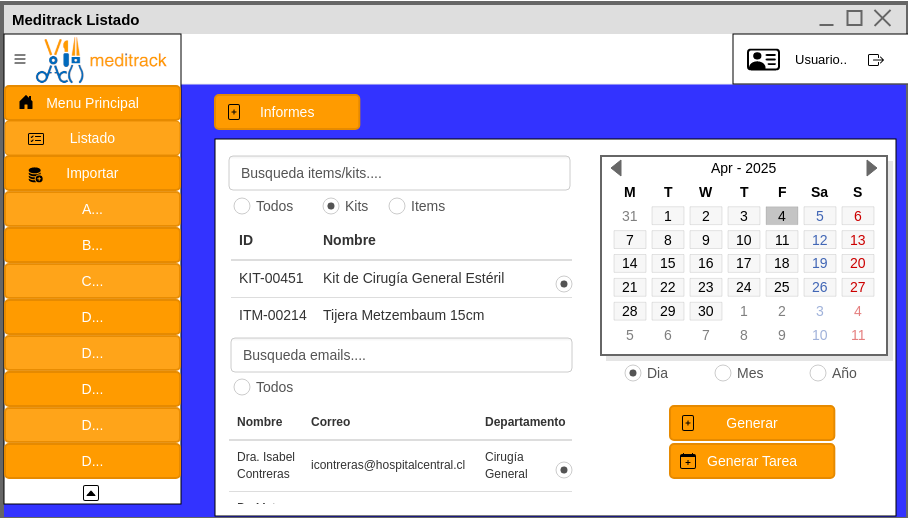 Meditrack Listado
meditrack
Usuario..
Menu Principal
Listado
Importar
A...
B...
C...
D...
D...
D...
D...
D...
Informes
Busqueda items/kits....
Todos Kits Items
ID Nombre
KIT-00451 Kit de Cirugía General Estéril
ITM-00214 Tijera Metzembaum 15cm
Busqueda emails....
Todos
Nombre Correo Departamento
Dra. Isabel Contreras icontreras@hospitalcentral.cl Cirugía General
Apr - 2025
M T W T F Sa S
31 1 2 3 4 5 6
7 8 9 10 11 12 13
14 15 16 17 18 19 20
21 22 23 24 25 26 27
28 29 30 1 2 3 4
5 6 7 8 9 10 11
Dia Mes Año
Generar
Generar Tarea